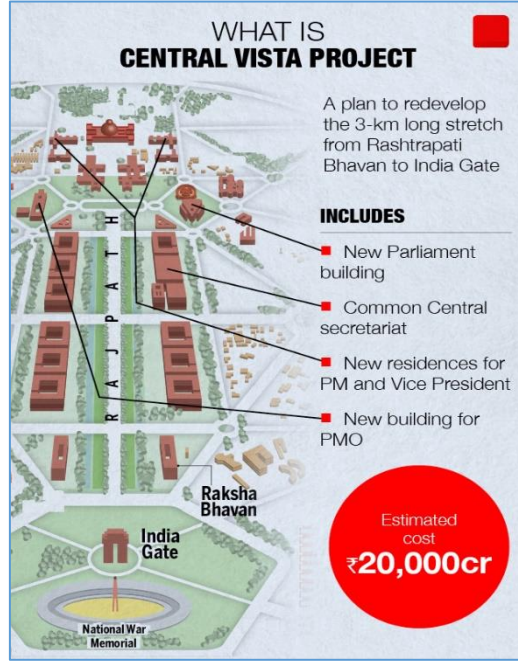 WHAT IS
CENTRAL VISTA PROJECT
A plan to redevelop
the 3-km long stretch
from Rashtrapati
Bhavan to India Gate
INCLUDES
New Parliament
building
Common Central
secretariat
New residences for
PM and Vice President
New building for
PMO
RAJPATH
Raksha
Bhavan
India
Gate
National War
Memorial
Estimated
cost
₹20,000cr